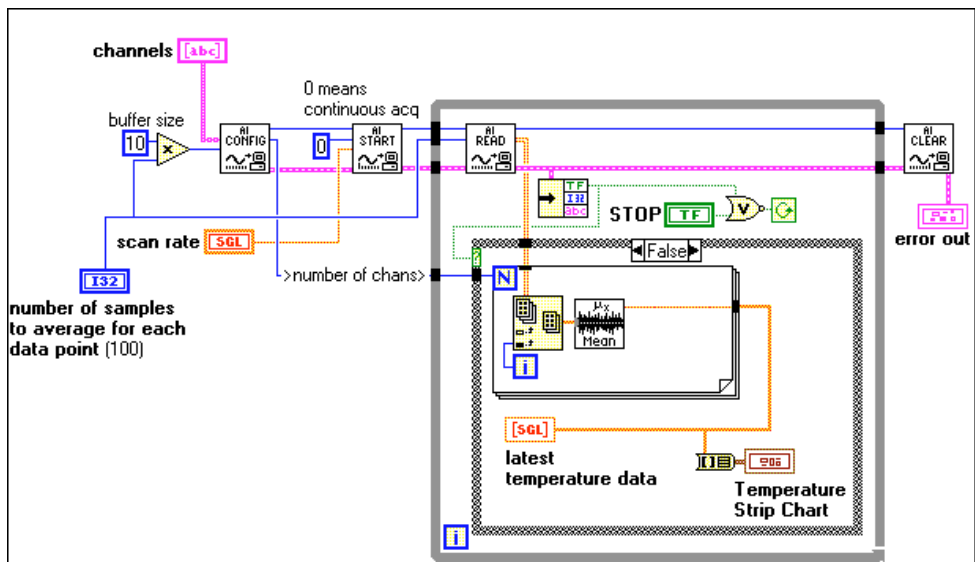 channels [abc]
0 means
continuous acq
buffer size
10
x
AI
CONFIG
0
AI
START
AI
READ
AI
CLEAR
TF
I32
abc
STOP TF
V
error out
scan rate SGL
?
False
>number of chans>
N
I32
number of samples
to average for each
data point (100)
μx
Mean
i
[SGL]
latest
temperature data
Temperature
Strip Chart
i